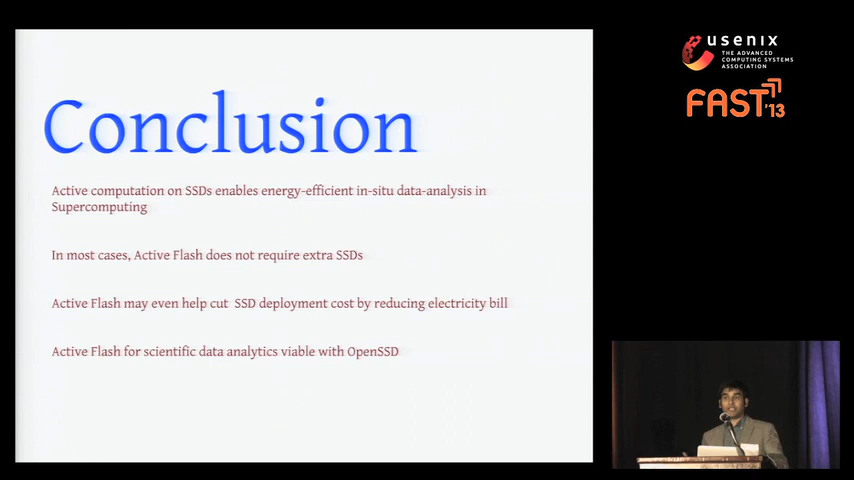 Conclusion
Active computation on SSDs enables energy-efficient in-situ data-analysis in
Supercomputing
In most cases, Active Flash does not require extra SSDs
Active Flash may even help cut  SSD deployment cost by reducing electricity bill
Active Flash for scientific data analytics viable with OpenSSD
usenix
THE ADVANCED
COMPUTING SYSTEMS
ASSOCIATION
FAST '13